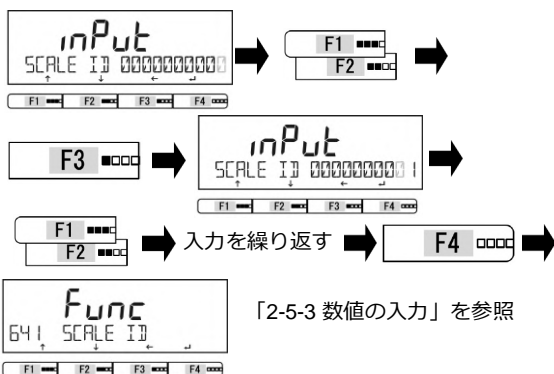 inPut
SCALE ID 0000000000
↑ ↓ ← ↵
F1 F2 F3 F4
F1
F2
F3
inPut
SCALE ID 0000000001
↑ ↓ ← ↵
F1 F2 F3 F4
F1
F2
入力を繰り返す
F4
Func
641 SCALE ID
↑ ↓ ← ↵
F1 F2 F3 F4
「2-5-3 数値の入力」を参照